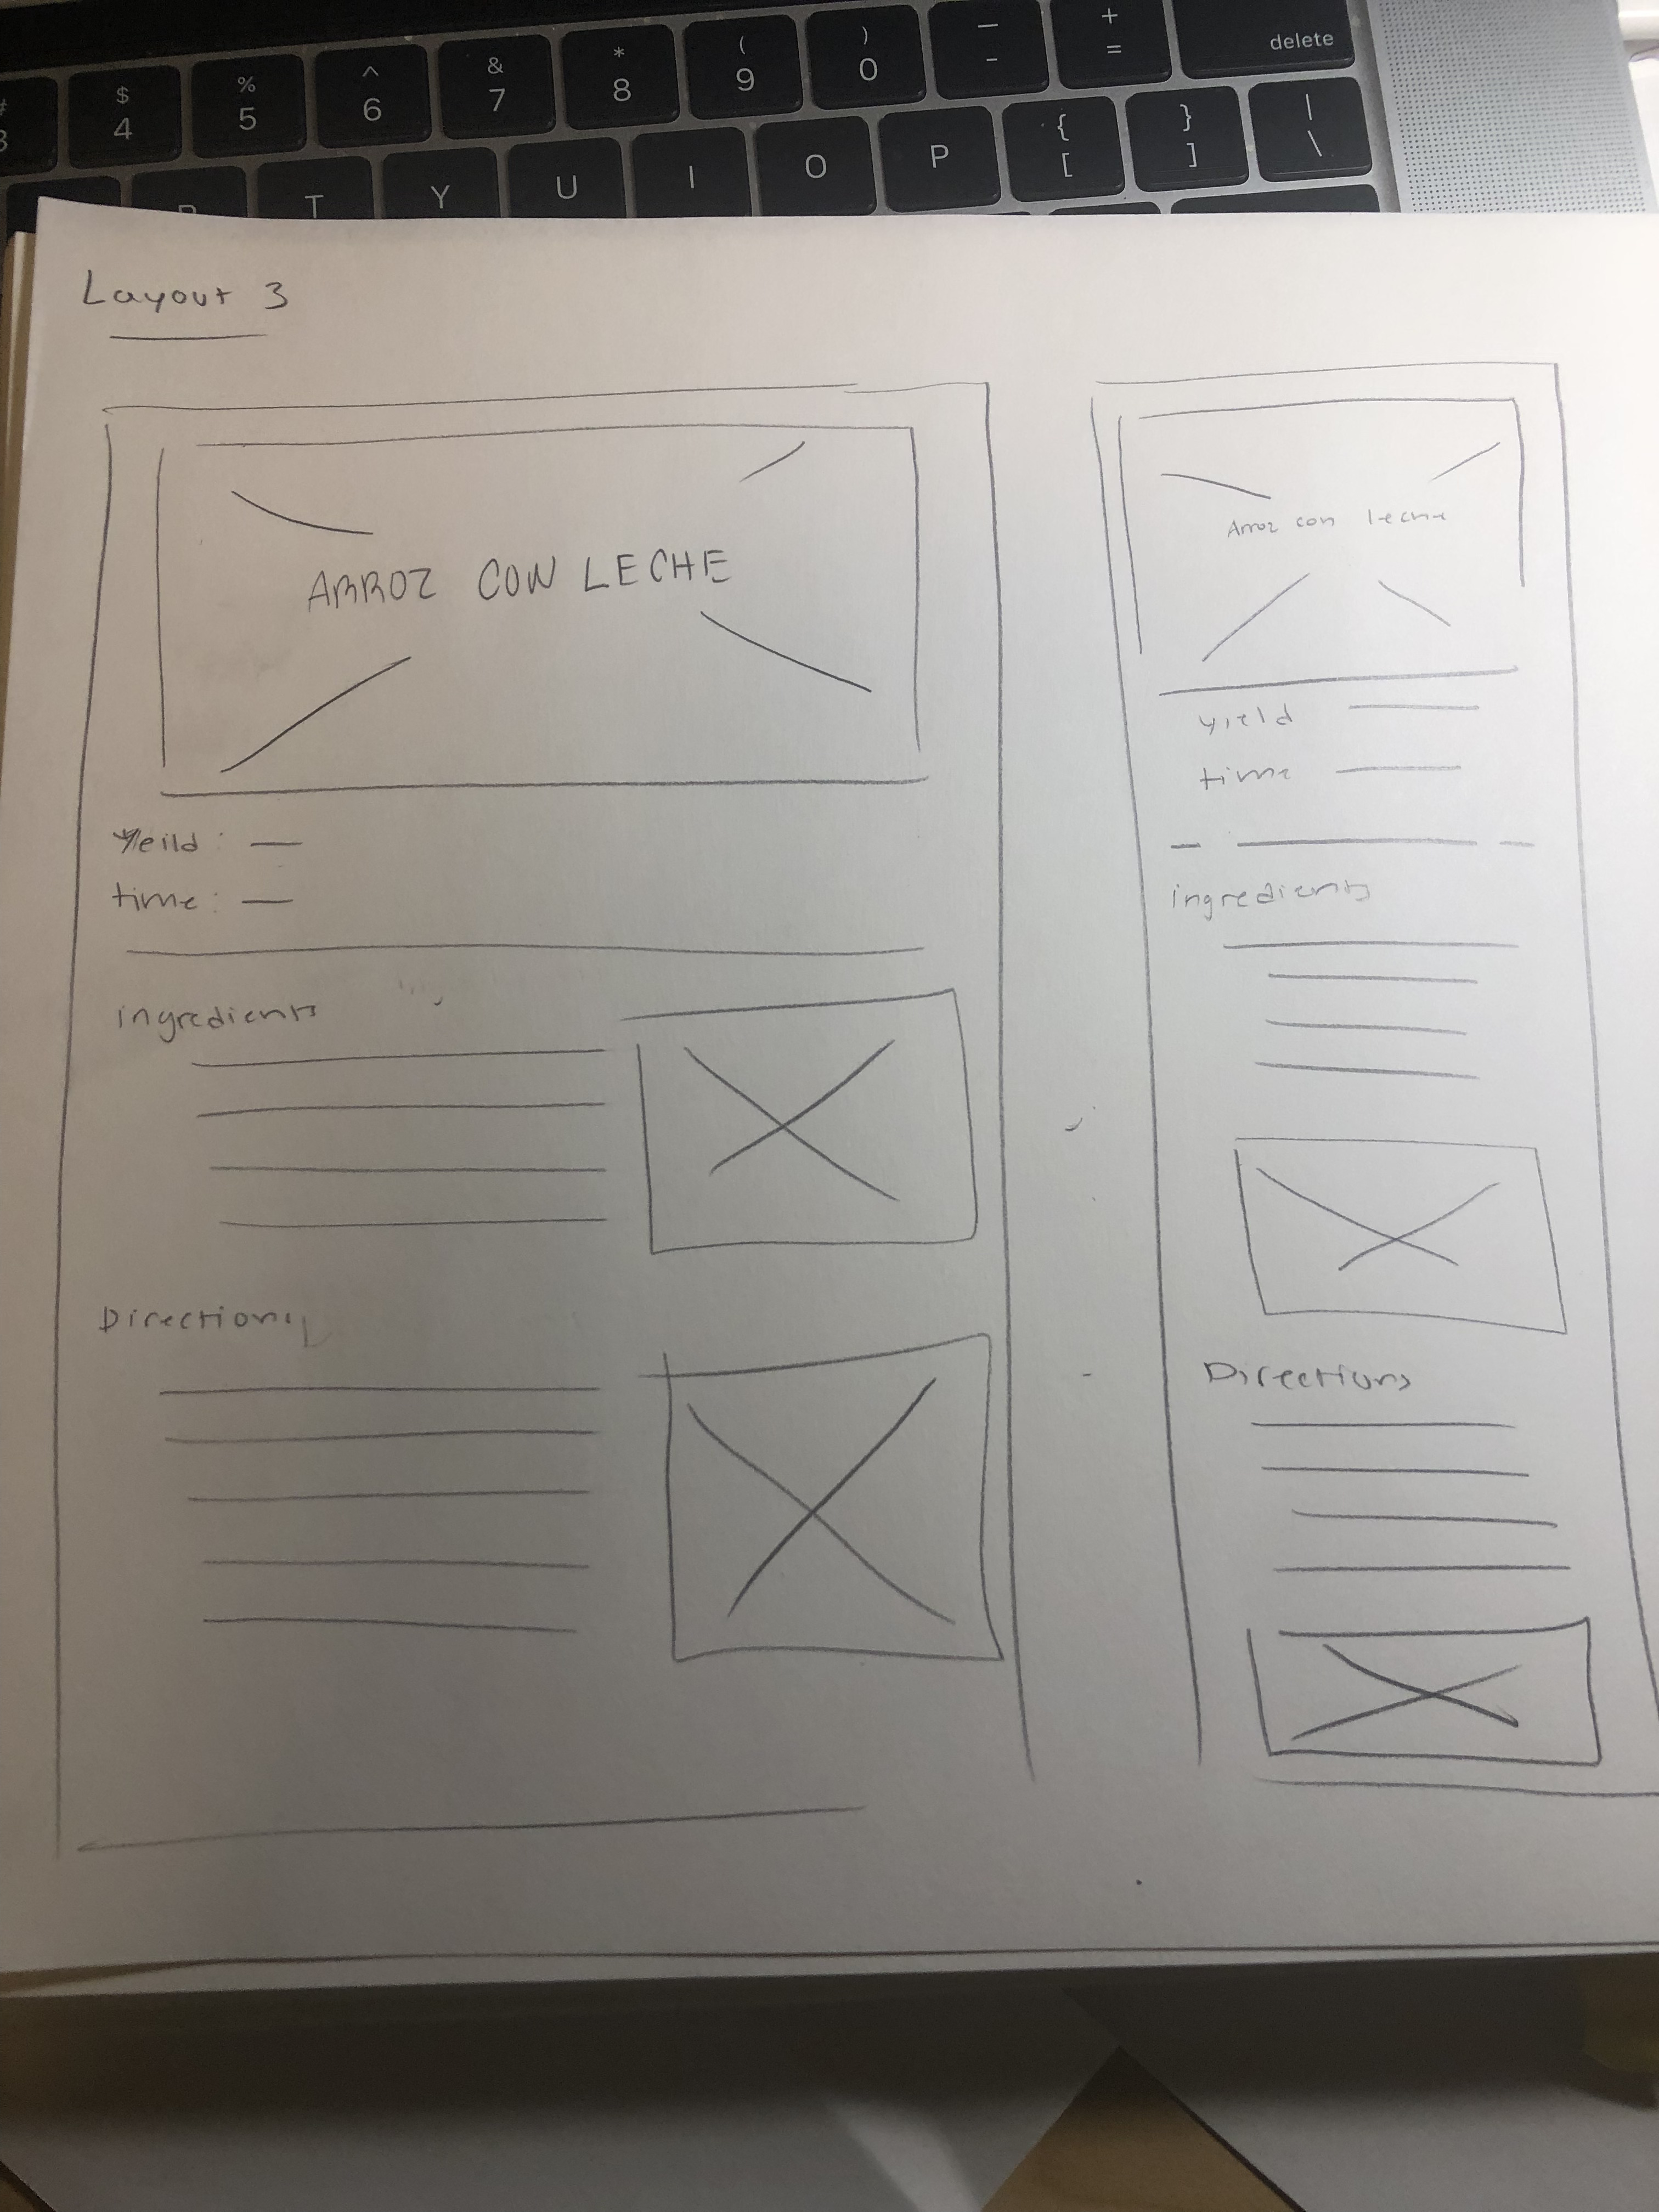 delete
# $ % ^ & * ( ) — +
3 4 5 6 7 8 9 0 - =
T Y U I O P { [ } ] | \
Layout 3
ARROZ CON LECHE
Yeild :
time :
ingredients
Directions
Arroz con leche
yield
time
ingredients
Directions